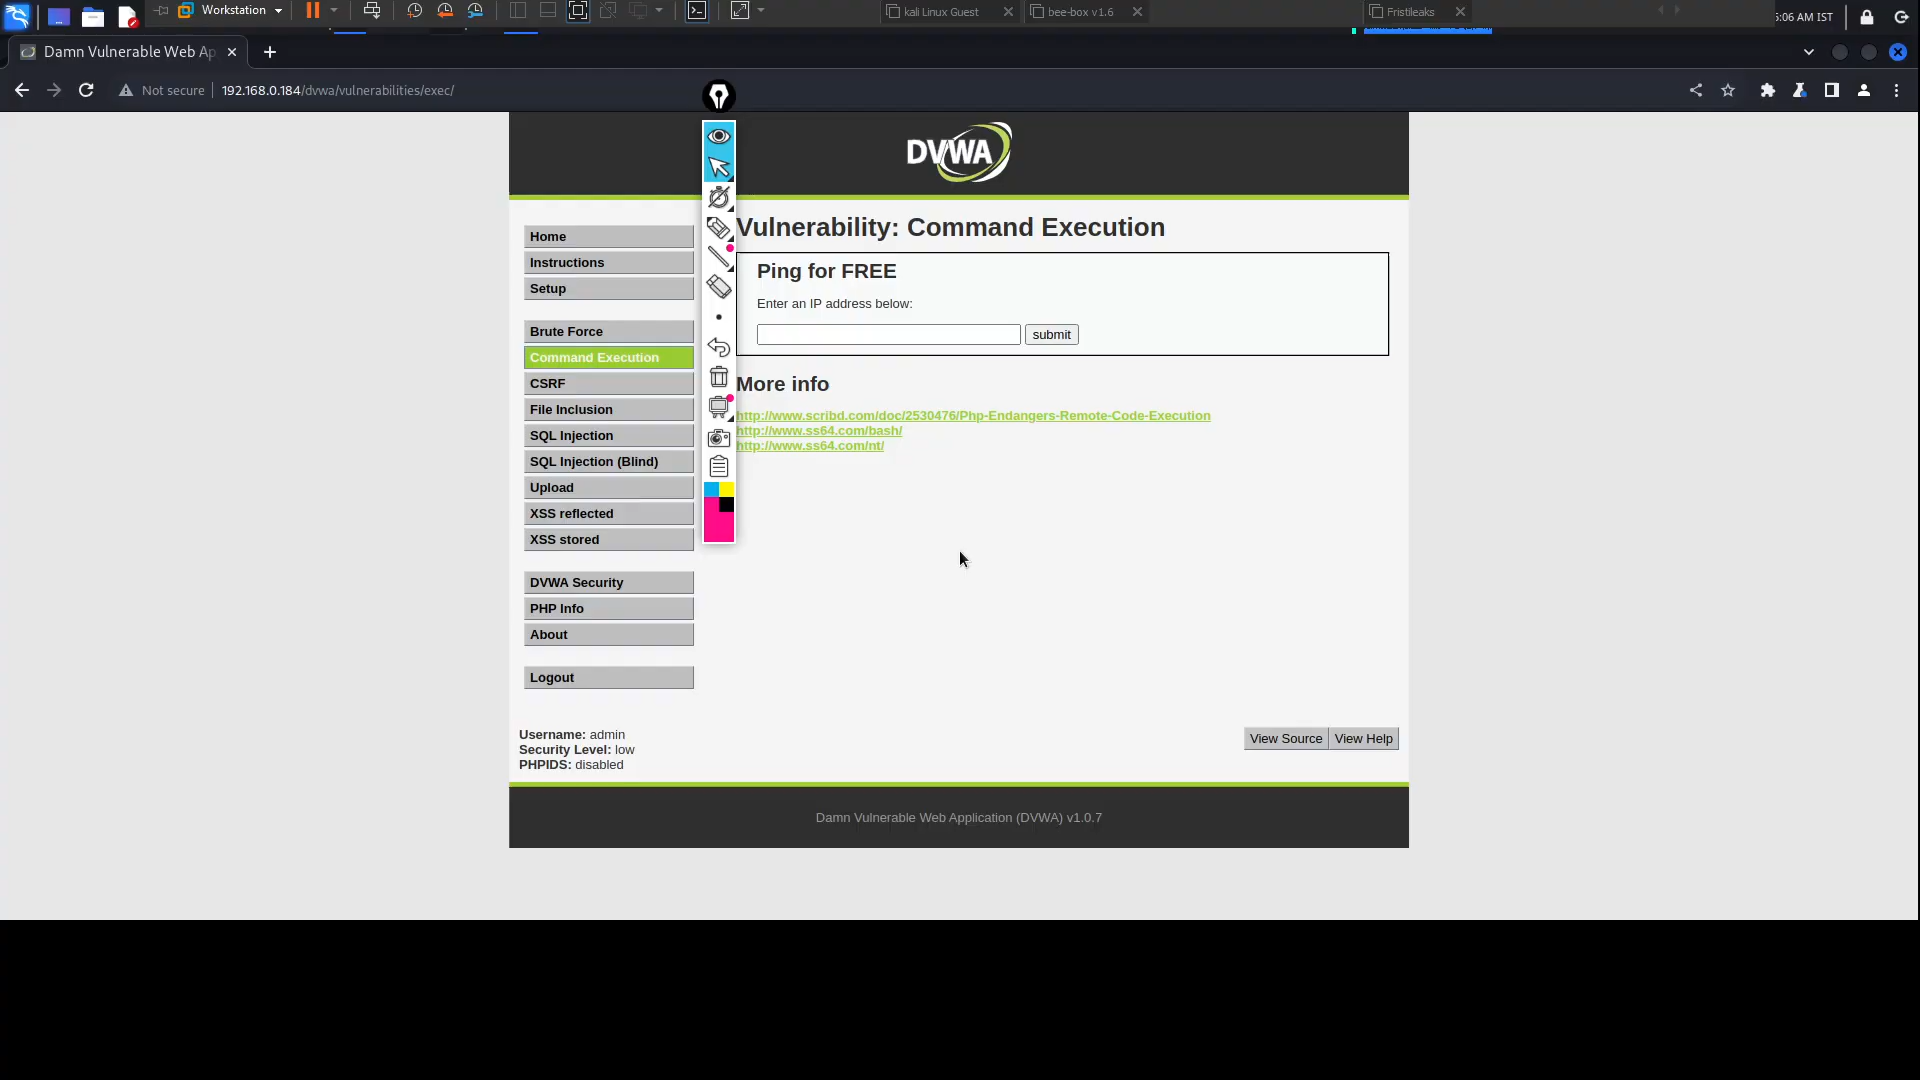 Workstation
kali Linux Guest
bee-box v1.6
Fristileaks
:06 AM IST
Damn Vulnerable Web Ap
Not secure
192.168.0.184/dvwa/vulnerabilities/exec/
DVWA
Home
Instructions
Setup
Brute Force
Command Execution
CSRF
File Inclusion
SQL Injection
SQL Injection (Blind)
Upload
XSS reflected
XSS stored
DVWA Security
PHP Info
About
Logout
Vulnerability: Command Execution
Ping for FREE
Enter an IP address below:
submit
More info
http://www.scribd.com/doc/2530476/Php-Endangers-Remote-Code-Execution
http://www.ss64.com/bash/
http://www.ss64.com/nt/
Username: admin
Security Level: low
PHPIDS: disabled
View Source
View Help
Damn Vulnerable Web Application (DVWA) v1.0.7